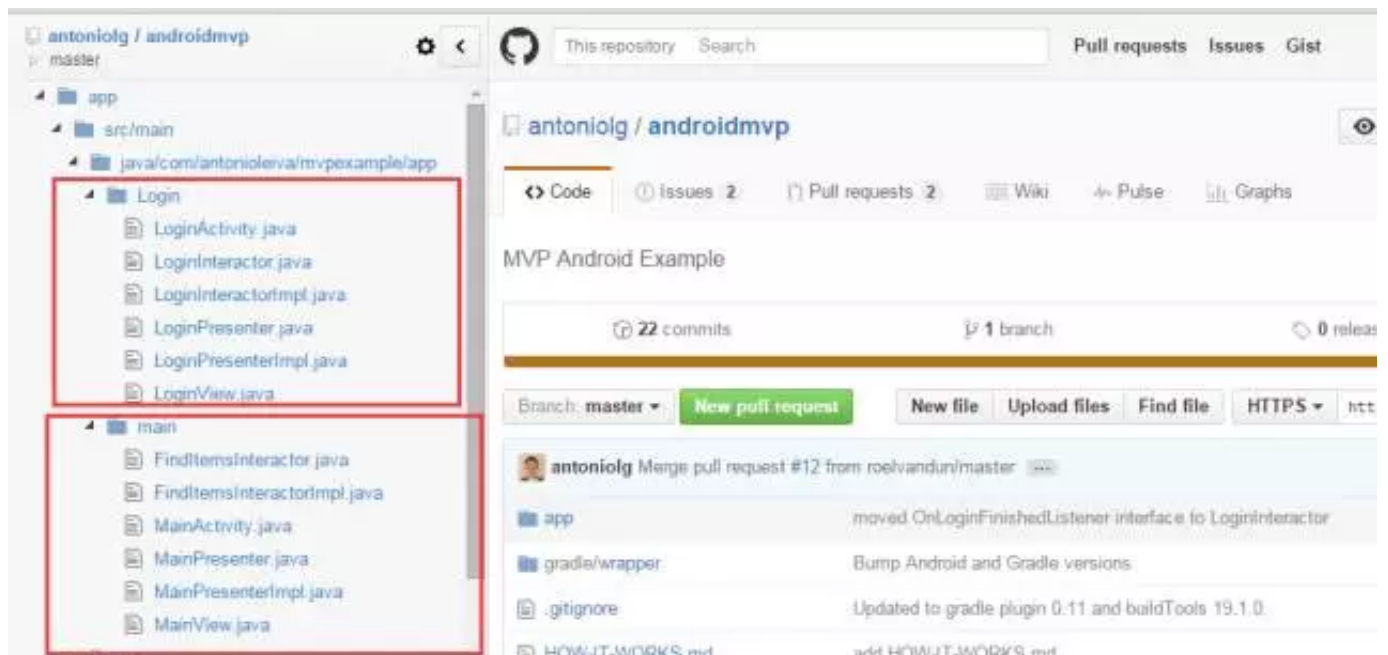 antoniolg / androidmvp
master
app
src/main
java/com/antonioleiva/mvpexample/app
Login
LoginActivity.java
LoginInteractor.java
LoginInteractorImpl.java
LoginPresenter.java
LoginPresenterImpl.java
LoginView.java
main
FindItemsInteractor.java
FindItemsInteractorImpl.java
MainActivity.java
MainPresenter.java
MainPresenterImpl.java
MainView.java
This repository Search Pull requests Issues Gist
antoniolg / androidmvp
<> Code Issues 2 Pull requests 2 Wiki Pulse Graphs
MVP Android Example
22 commits 1 branch 0 releas
Branch: master New pull request New file Upload files Find file HTTPS htt
antoniolg Merge pull request #12 from roelvandun/master ...
app moved OnLoginFinishedListener interface to LoginInteractor
gradle/wrapper Bump Android and Gradle versions
.gitignore Updated to gradle plugin 0.11 and buildTools 19.1.0.
HOW-IT-WORKS.md add HOW-IT-WORKS.md